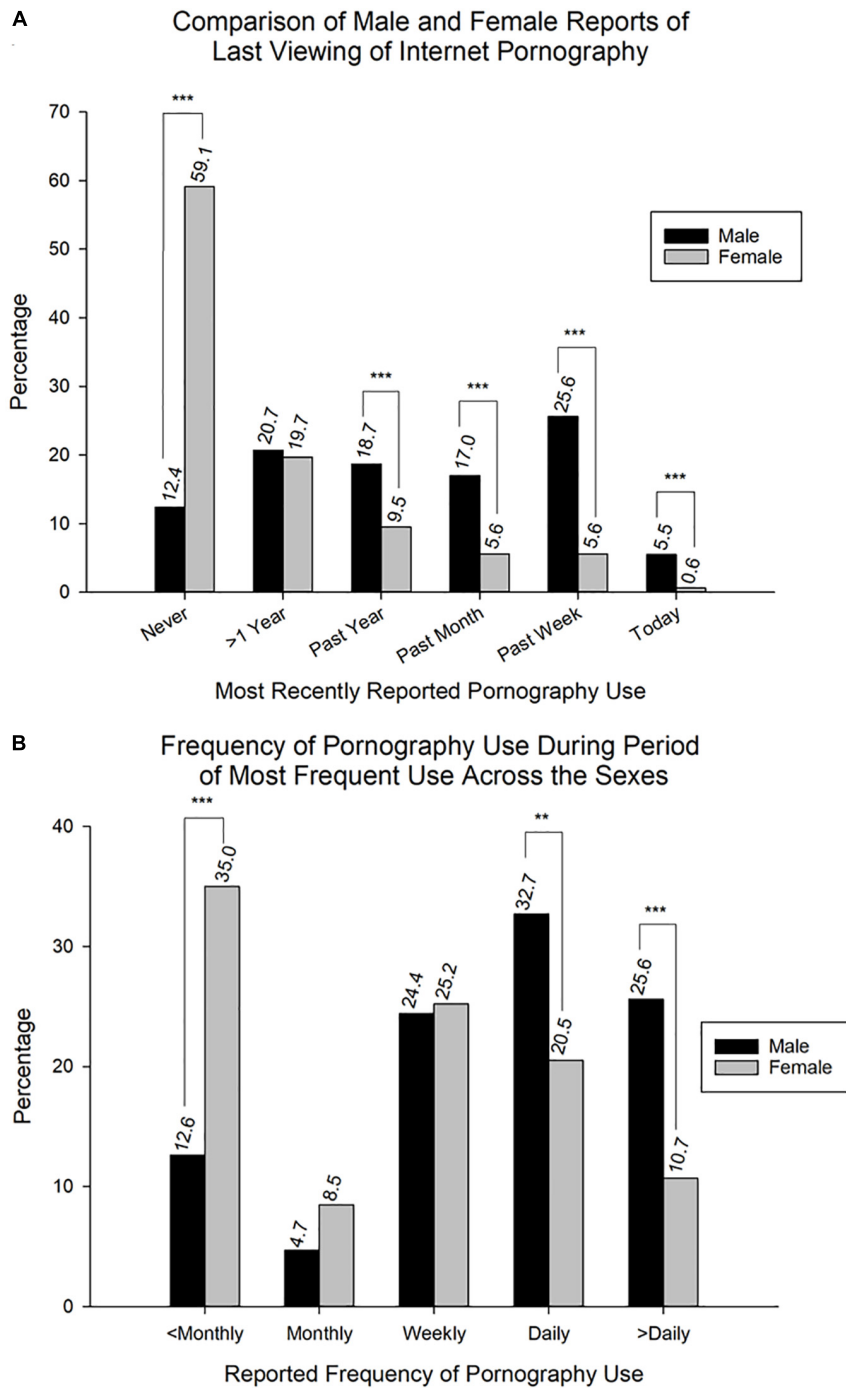 A
Comparison of Male and Female Reports of
Last Viewing of Internet Pornography
70
60
50
40
30
20
10
0
Percentage
***
12.4
59.1
20.7
19.7
***
18.7
9.5
***
17.0
5.6
***
25.6
5.6
***
5.5
0.6
Male
Female
Never
>1 Year
Past Year
Past Month
Past Week
Today
Most Recently Reported Pornography Use
B
Frequency of Pornography Use During Period
of Most Frequent Use Across the Sexes
40
30
20
10
0
Percentage
***
12.6
35.0
4.7
8.5
24.4
25.2
**
32.7
20.5
***
25.6
10.7
Male
Female
<Monthly
Monthly
Weekly
Daily
>Daily
Reported Frequency of Pornography Use